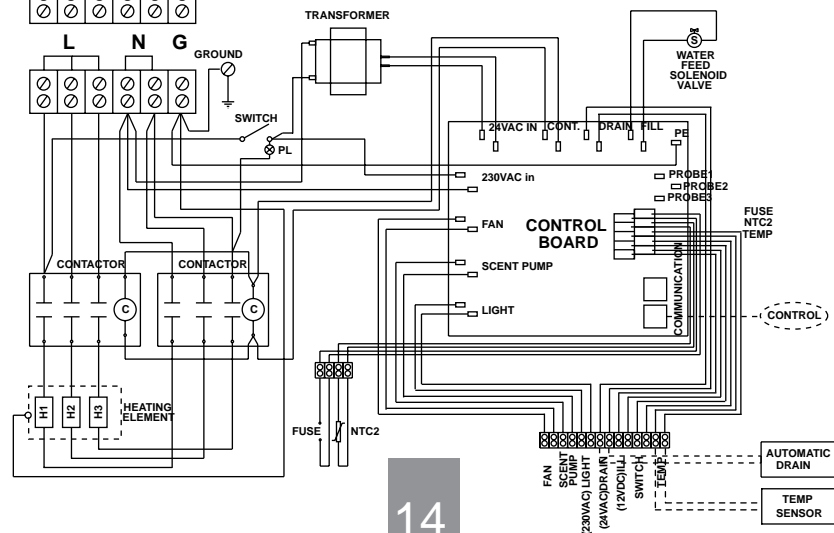 TRANSFORMER
L N G
GROUND
SWITCH
PL
WATER
FEED
SOLENOID
VALVE
24VAC IN CONT. DRAIN FILL
PE
230VAC in
PROBE1
PROBE2
PROBE3
FAN
CONTROL
BOARD
FUSE
NTC2
TEMP
SCENT PUMP
LIGHT
COMMUNICATION
CONTROL
CONTACTOR
CONTACTOR
C
C
S
H1
H2
H3
HEATING
ELEMENT
FUSE
NTC2
FAN
SCENT
PUMP
(230VAC) LIGHT
(24VAC)DRAIN
(12VDC)ILL
SWITCH
TEMP
AUTOMATIC
DRAIN
TEMP
SENSOR
14